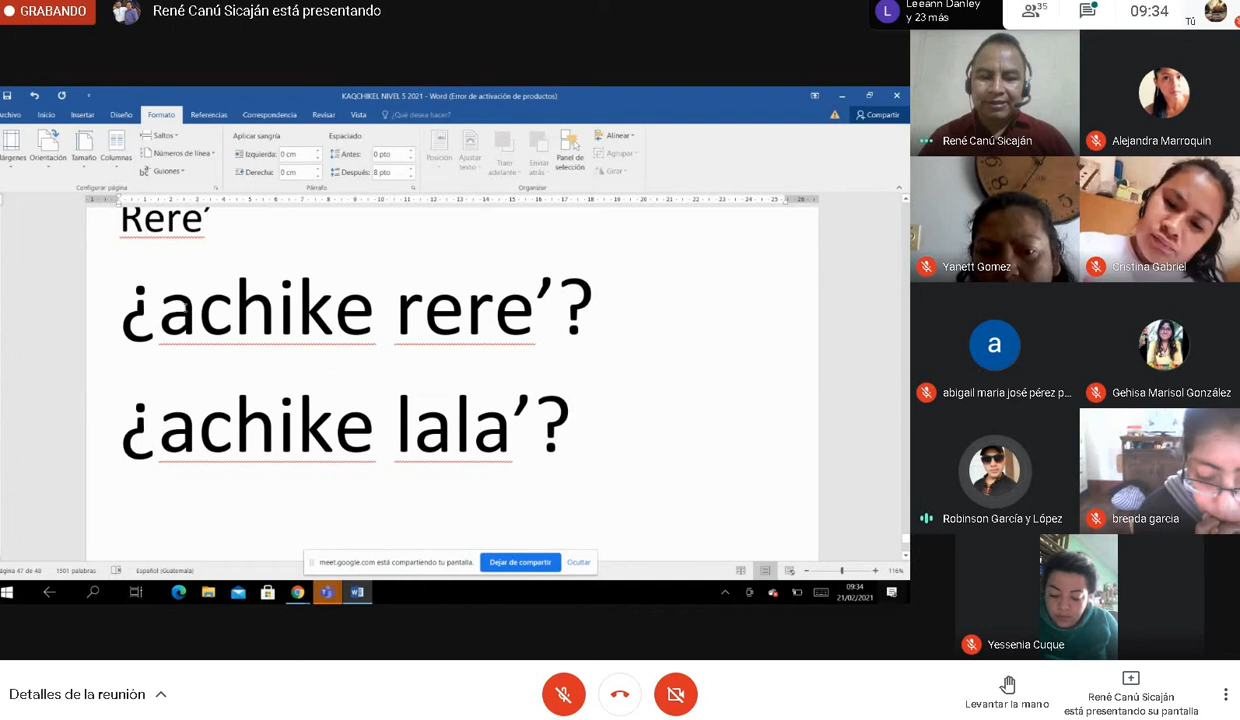 GRABANDO
René Canú Sicaján está presentando
Leeann Danley
y 23 más
35
09:34
Tú
KAQCHIKEL NIVEL 5 2021 - Word (Error de activación de productos)
Archivo Inicio Insertar Diseño Formato Referencias Correspondencia Revisar Vista ¿Qué desea hacer? Compartir
Márgenes Orientación Tamaño Columnas
Saltos
Números de línea
Guiones
Configurar página
Aplicar sangría
Izquierda: 0 cm
Derecha: 0 cm
Espaciado
Antes: 0 pto
Después: 8 pto
Párrafo
Posición
Ajustar texto
Traer adelante
Enviar atrás
Panel de selección
Alinear
Agrupar
Girar
Organizar
Rere’
¿achike rere’?
¿achike lala’?
meet.google.com está compartiendo tu pantalla. Dejar de compartir Ocultar
Página 47 de 48 1501 palabras Español (Guatemala) 116%
09:34
21/02/2021
René Canú Sicaján
Alejandra Marroquin
Yanett Gomez
Cristina Gabriel
a
abigail maria josé pérez p...
Gehisa Marisol González
Robinson García y López
brenda garcia
Yessenia Cuque
Detalles de la reunión
Levantar la mano
René Canú Sicaján
está presentando su pantalla
L